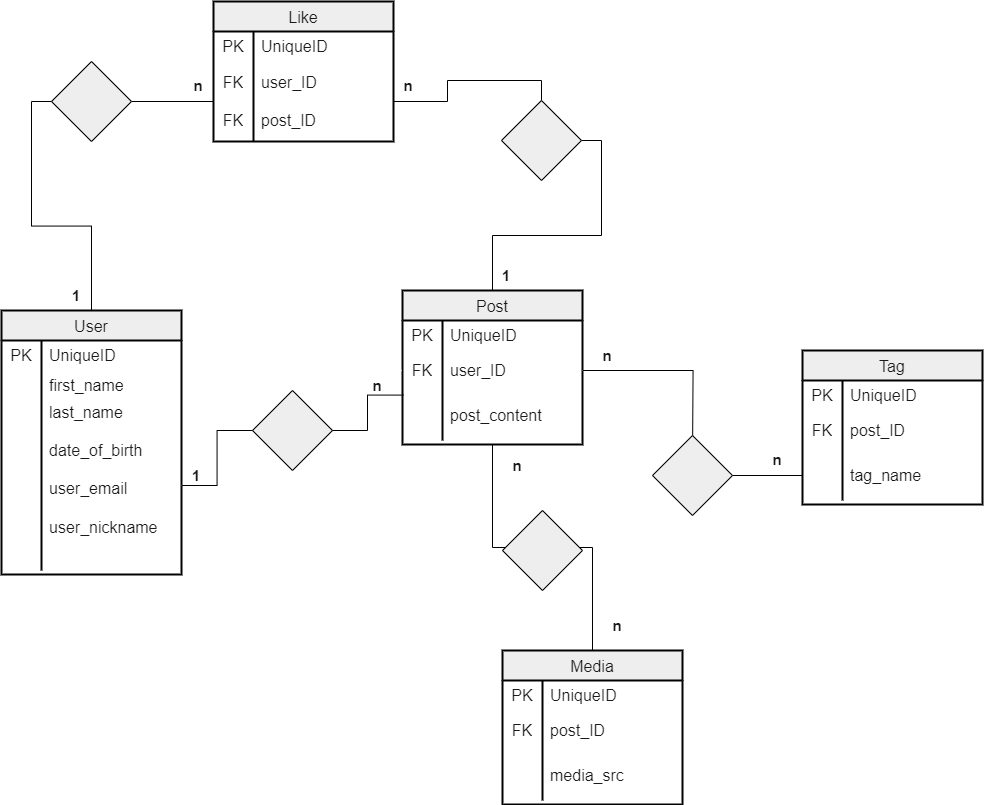 Like
PK UniqueID
FK user_ID
FK post_ID
n
n
1
1
User
PK UniqueID
first_name
last_name
date_of_birth
user_email
user_nickname
1
n
Post
PK UniqueID
FK user_ID
post_content
n
n
Tag
PK UniqueID
FK post_ID
tag_name
n
n
Media
PK UniqueID
FK post_ID
media_src